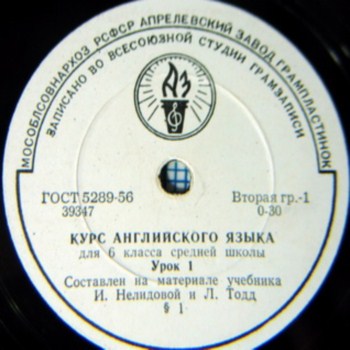 МОСОБЛСОВНАРХОЗ РСФСР АПРЕЛЕВСКИЙ ЗАВОД ГРАМПЛАСТИНОК
ЗАПИСАНО ВО ВСЕСОЮЗНОЙ СТУДИИ ГРАМЗАПИСИ
АЗ
ГОСТ 5289-56 Вторая гр.-1
39347 0-30
КУРС АНГЛИЙСКОГО ЯЗЫКА
для 6 класса средней школы
Урок 1
Составлен на материале учебника
И. Нелидовой и Л. Тодд
§ 1